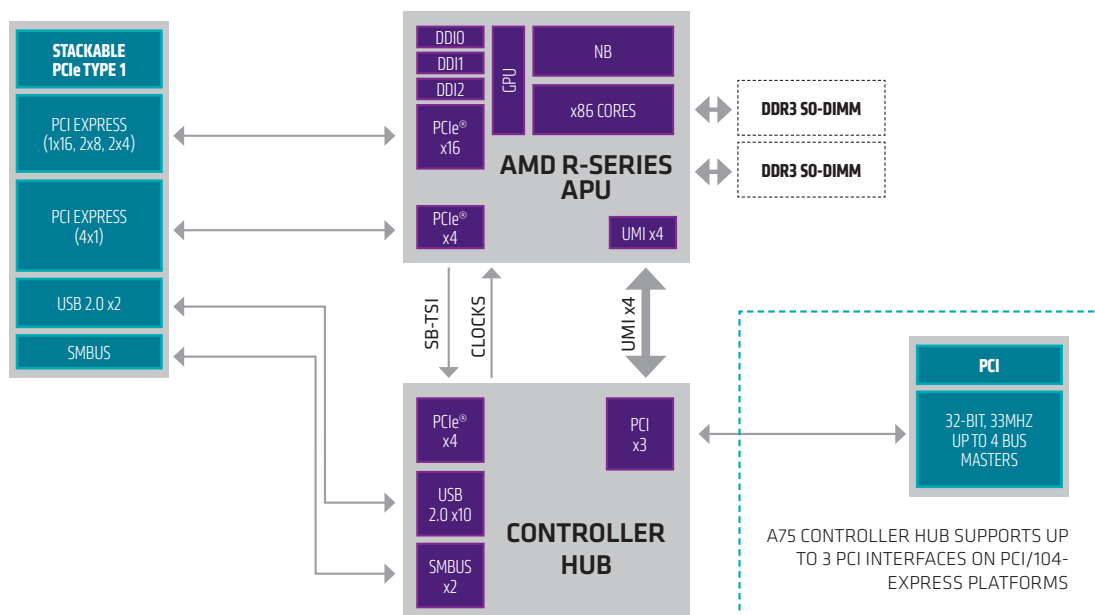 STACKABLE
PCIe TYPE 1
PCI EXPRESS
(1x16, 2x8, 2x4)
PCI EXPRESS
(4x1)
USB 2.0 x2
SMBUS
DDI0
DDI1
DDI2
PCIe®
x16
GPU
NB
x86 CORES
AMD R-SERIES
APU
PCIe®
x4
UMI x4
DDR3 SO-DIMM
DDR3 SO-DIMM
SB-TSI
CLOCKS
UMI x4
PCIe®
x4
USB
2.0 x10
SMBUS
x2
PCI
x3
CONTROLLER
HUB
PCI
32-BIT, 33MHZ
UP TO 4 BUS
MASTERS
A75 CONTROLLER HUB SUPPORTS UP
TO 3 PCI INTERFACES ON PCI/104-
EXPRESS PLATFORMS